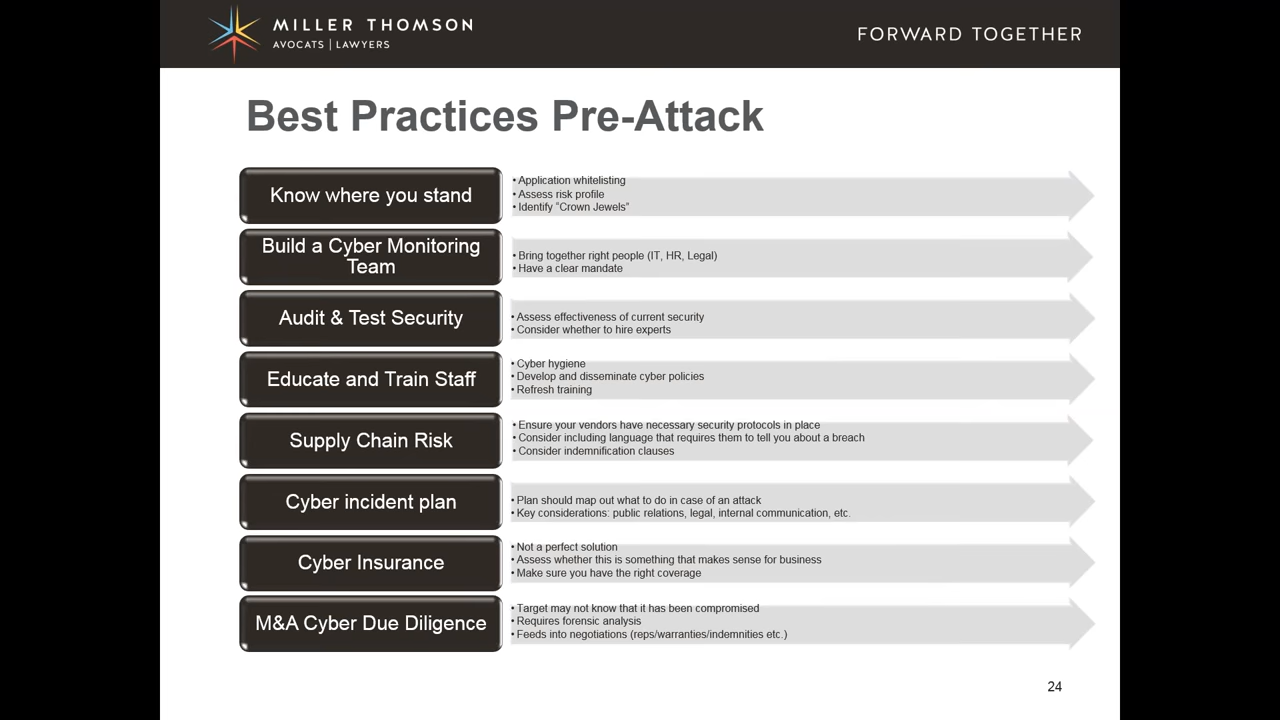 MILLER THOMSON
AVOCATS | LAWYERS
FORWARD TOGETHER
Best Practices Pre-Attack
Know where you stand
• Application whitelisting
• Assess risk profile
• Identify “Crown Jewels”
Build a Cyber Monitoring
Team
• Bring together right people (IT, HR, Legal)
• Have a clear mandate
Audit & Test Security
• Assess effectiveness of current security
• Consider whether to hire experts
Educate and Train Staff
• Cyber hygiene
• Develop and disseminate cyber policies
• Refresh training
Supply Chain Risk
• Ensure your vendors have necessary security protocols in place
• Consider including language that requires them to tell you about a breach
• Consider indemnification clauses
Cyber incident plan
• Plan should map out what to do in case of an attack
• Key considerations: public relations, legal, internal communication, etc.
Cyber Insurance
• Not a perfect solution
• Assess whether this is something that makes sense for business
• Make sure you have the right coverage
M&A Cyber Due Diligence
• Target may not know that it has been compromised
• Requires forensic analysis
• Feeds into negotiations (reps/warranties/indemnities etc.)
24